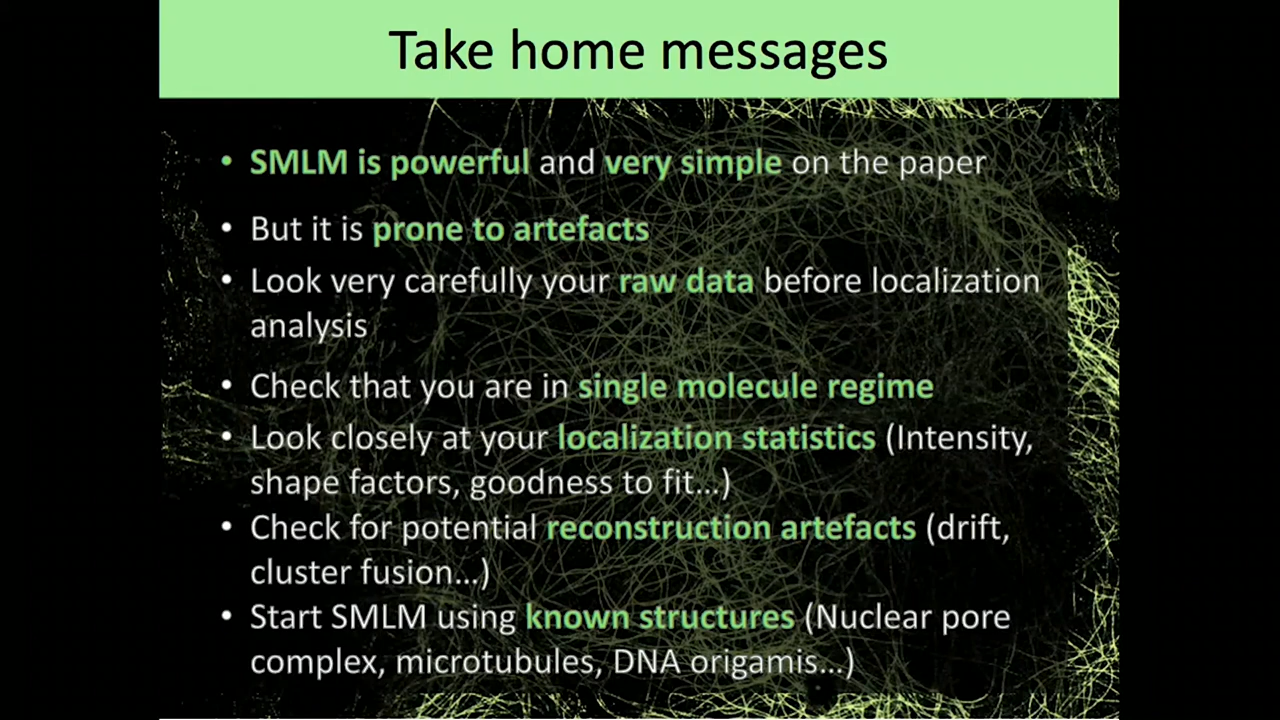 Take home messages
• SMLM is powerful and very simple on the paper
• But it is prone to artefacts
• Look very carefully your raw data before localization
analysis
• Check that you are in single molecule regime
• Look closely at your localization statistics (Intensity,
shape factors, goodness to fit...)
• Check for potential reconstruction artefacts (drift,
cluster fusion...)
• Start SMLM using known structures (Nuclear pore
complex, microtubules, DNA origamis...)